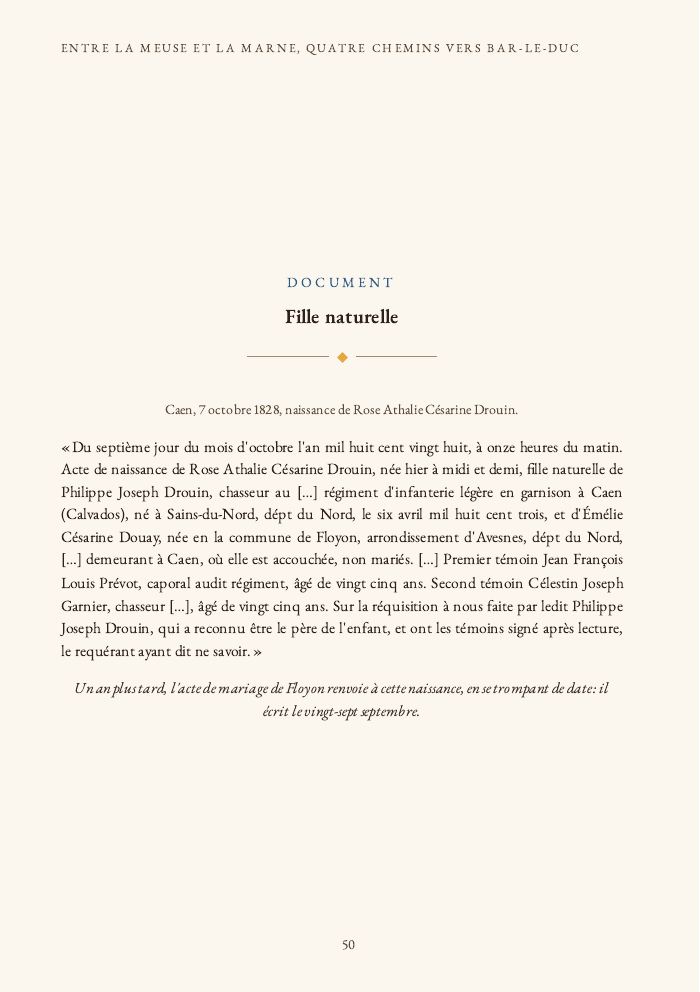 ENTRE LA MEUSE ET LA MARNE, QUATRE CHEMINS VERS BAR-LE-DUC
DOCUMENT
Fille naturelle
Caen, 7 octobre 1828, naissance de Rose Athalie Césarine Drouin.
« Du septième jour du mois d'octobre l'an mil huit cent vingt huit, à onze heures du matin.
Acte de naissance de Rose Athalie Césarine Drouin, née hier à midi et demi, fille naturelle de
Philippe Joseph Drouin, chasseur au [...] régiment d'infanterie légère en garnison à Caen
(Calvados), né à Sains-du-Nord, dépt du Nord, le six avril mil huit cent trois, et d'Émélie
Césarine Douay, née en la commune de Floyon, arrondissement d'Avesnes, dépt du Nord,
[...] demeurant à Caen, où elle est accouchée, non mariés. [...] Premier témoin Jean François
Louis Prévot, caporal audit régiment, âgé de vingt cinq ans. Second témoin Célestin Joseph
Garnier, chasseur [...], âgé de vingt cinq ans. Sur la réquisition à nous faite par ledit Philippe
Joseph Drouin, qui a reconnu être le père de l'enfant, et ont les témoins signé après lecture,
le requérant ayant dit ne savoir. »
Un an plus tard, l'acte de mariage de Floyon renvoie à cette naissance, en se trompant de date : il
écrit le vingt-sept septembre.
50